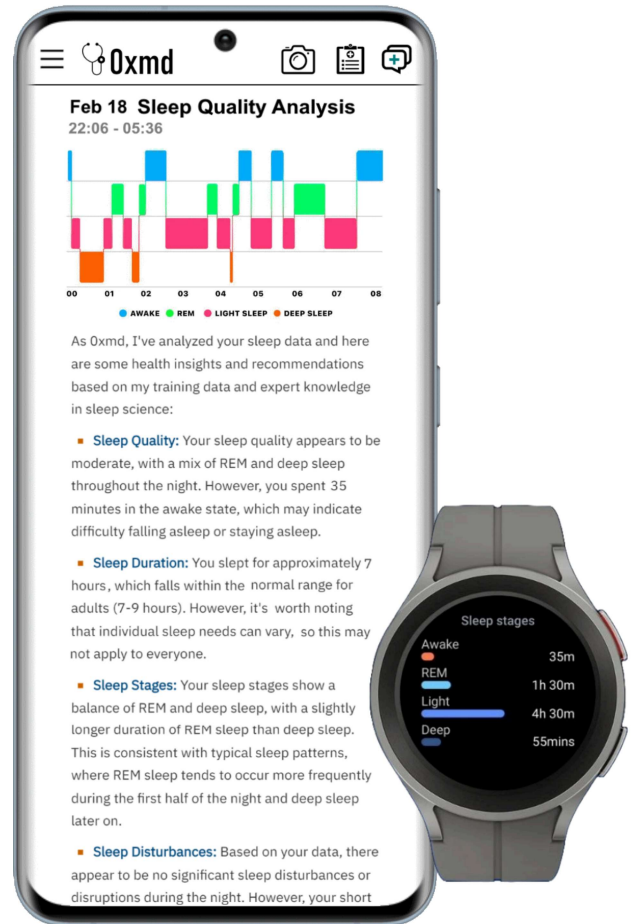 0xmd
Feb 18 Sleep Quality Analysis
22:06 - 05:36
00 01 02 03 04 05 06 07 08
AWAKE REM LIGHT SLEEP DEEP SLEEP
As 0xmd, I've analyzed your sleep data and here
are some health insights and recommendations
based on my training data and expert knowledge
in sleep science:
Sleep Quality: Your sleep quality appears to be
moderate, with a mix of REM and deep sleep
throughout the night. However, you spent 35
minutes in the awake state, which may indicate
difficulty falling asleep or staying asleep.
Sleep Duration: You slept for approximately 7
hours, which falls within the normal range for
adults (7-9 hours). However, it's worth noting
that individual sleep needs can vary, so this may
not apply to everyone.
Sleep Stages: Your sleep stages show a
balance of REM and deep sleep, with a slightly
longer duration of REM sleep than deep sleep.
This is consistent with typical sleep patterns,
where REM sleep tends to occur more frequently
during the first half of the night and deep sleep
later on.
Sleep Disturbances: Based on your data, there
appear to be no significant sleep disturbances or
disruptions during the night. However, your short
Sleep stages
Awake
35m
REM
1h 30m
Light
4h 30m
Deep
55mins